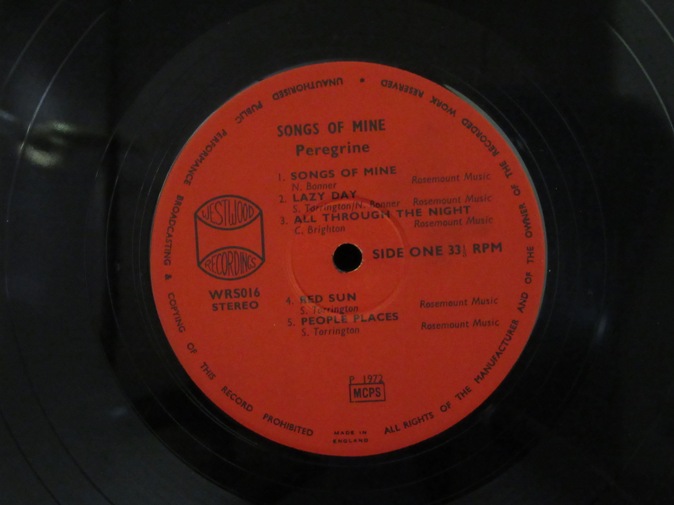 UNAUTHORISED PUBLIC PERFORMANCE BROADCASTING & COPYING OF THIS RECORD PROHIBITED
ALL RIGHTS OF THE MANUFACTURER AND OF THE OWNER OF THE RECORDED WORK RESERVED
SONGS OF MINE
Peregrine
1. SONGS OF MINE
N. Bonner Rosemount Music
2. LAZY DAY
S. Tarrington/N. Bonner Rosemount Music
3. ALL THROUGH THE NIGHT
C. Brighton Rosemount Music
WESTWOOD
RECORDINGS
SIDE ONE 33⅓ RPM
WRS016
STEREO
4. RED SUN
S. Tarrington Rosemount Music
5. PEOPLE PLACES
S. Tarrington Rosemount Music
P 1972
MCPS
MADE IN
ENGLAND